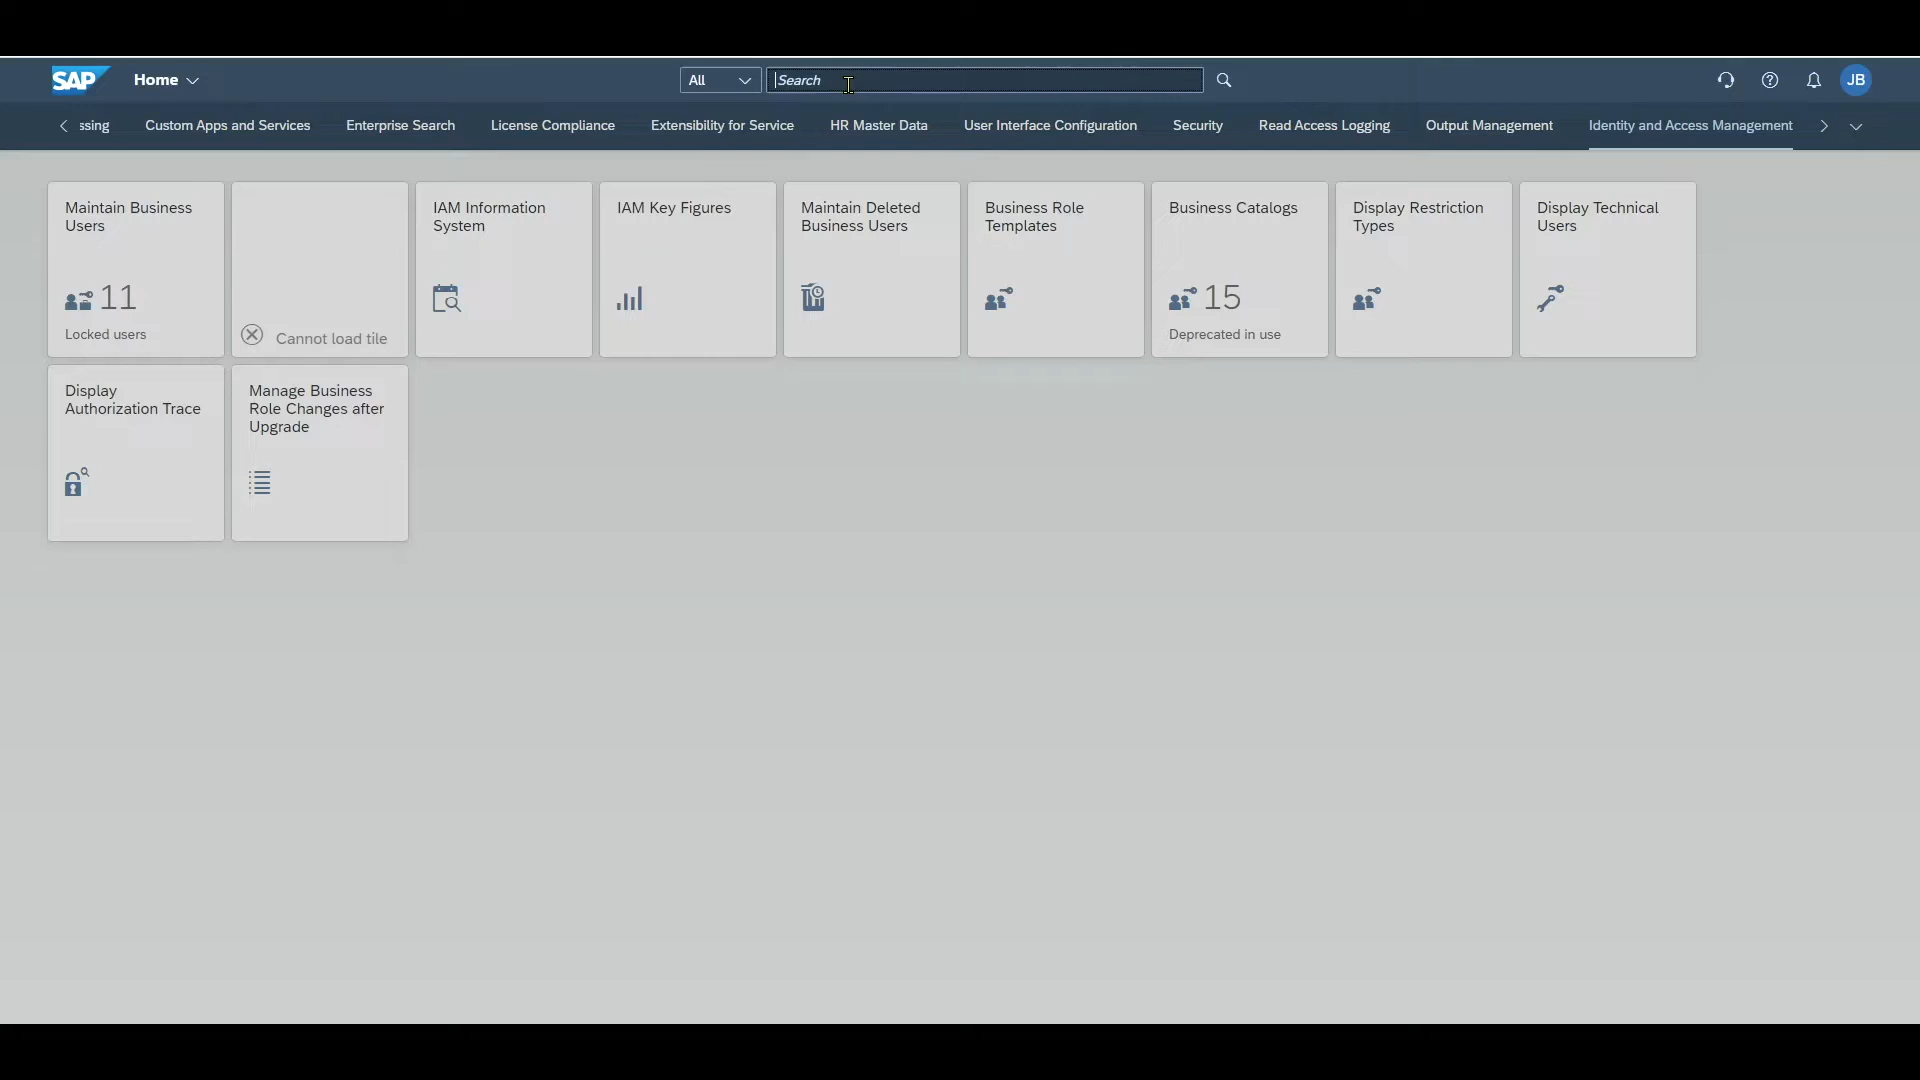 SAP
Home
All
Search
JB
ssing
Custom Apps and Services
Enterprise Search
License Compliance
Extensibility for Service
HR Master Data
User Interface Configuration
Security
Read Access Logging
Output Management
Identity and Access Management
Maintain Business
Users
11
Locked users
Cannot load tile
IAM Information
System
IAM Key Figures
Maintain Deleted
Business Users
Business Role
Templates
Business Catalogs
15
Deprecated in use
Display Restriction
Types
Display Technical
Users
Display
Authorization Trace
Manage Business
Role Changes after
Upgrade